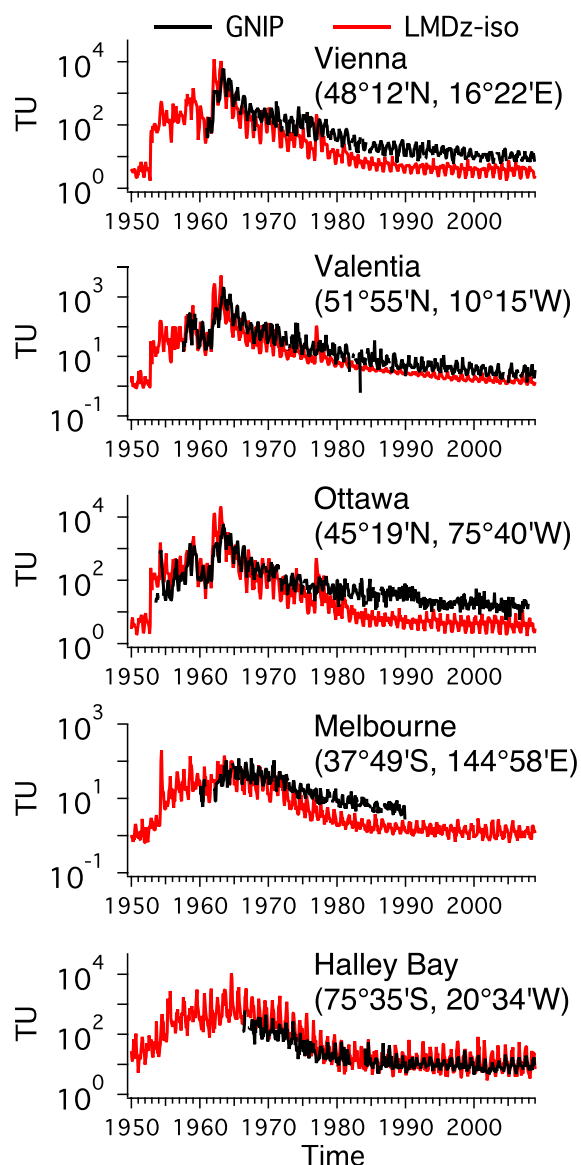 GNIP LMDz-iso
Vienna
(48°12'N, 16°22'E)
TU
10^4
10^2
10^0
1950 1960 1970 1980 1990 2000
Valentia
(51°55'N, 10°15'W)
TU
10^3
10^1
10^-1
1950 1960 1970 1980 1990 2000
Ottawa
(45°19'N, 75°40'W)
TU
10^4
10^2
10^0
1950 1960 1970 1980 1990 2000
Melbourne
(37°49'S, 144°58'E)
TU
10^3
10^1
10^-1
1950 1960 1970 1980 1990 2000
Halley Bay
(75°35'S, 20°34'W)
TU
10^4
10^2
10^0
1950 1960 1970 1980 1990 2000
Time